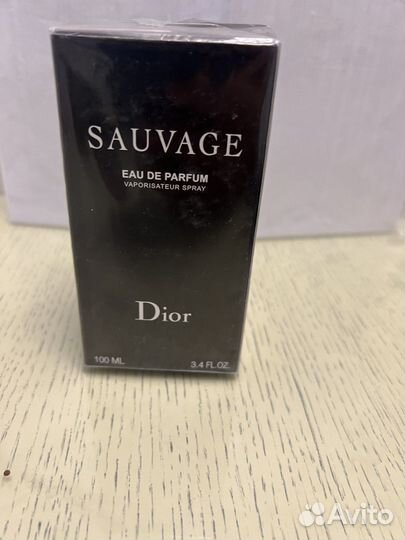 SAUVAGE
EAU DE PARFUM
VAPORISATEUR SPRAY
Dior
100 ML 3.4 FL.OZ.
Avito